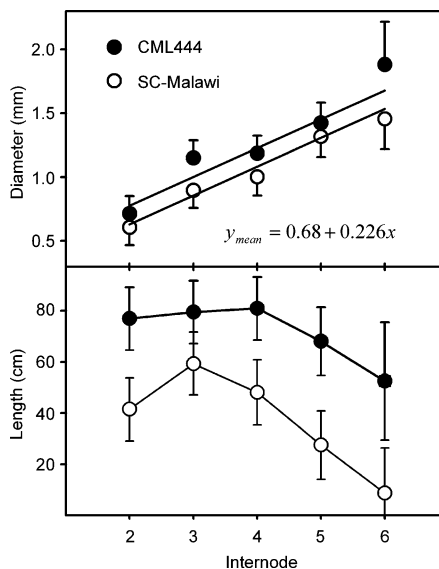 2.0
1.5
1.0
0.5
Diameter (mm)
CML444
SC-Malawi
y mean = 0.68 + 0.226x
80
60
40
20
Length (cm)
2 3 4 5 6
Internode